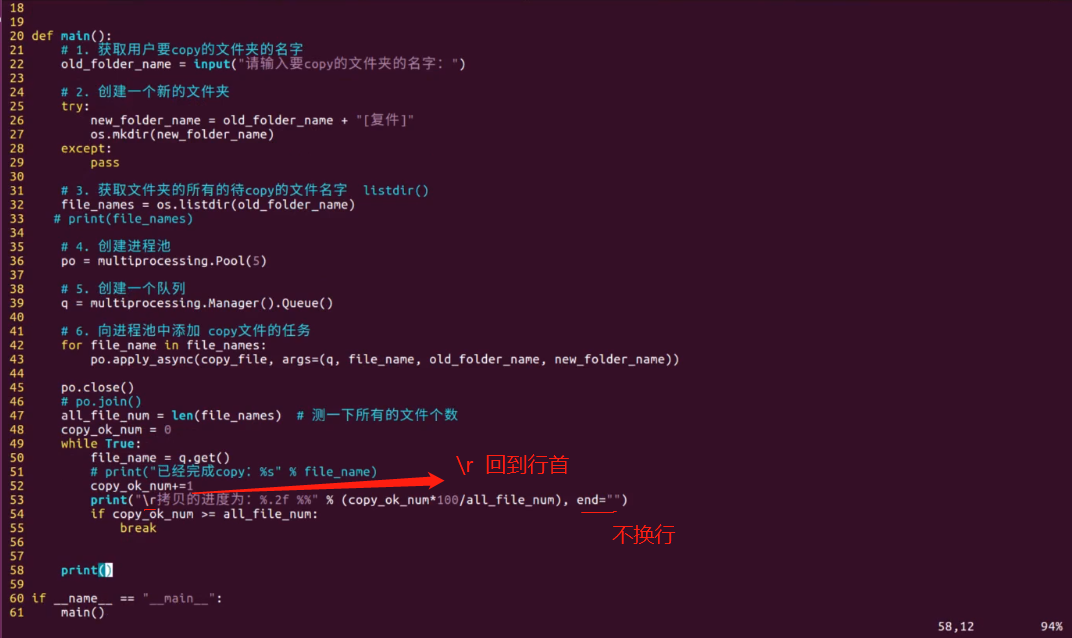 18
19
20 def main():
21     # 1. 获取用户要copy的文件夹的名字
22     old_folder_name = input("请输入要copy的文件夹的名字: ")
23
24     # 2. 创建一个新的文件夹
25     try:
26         new_folder_name = old_folder_name + "[复件]"
27         os.mkdir(new_folder_name)
28     except:
29         pass
30
31     # 3. 获取文件夹的所有的待copy的文件名字  listdir()
32     file_names = os.listdir(old_folder_name)
33    # print(file_names)
34
35     # 4. 创建进程池
36     po = multiprocessing.Pool(5)
37
38     # 5. 创建一个队列
39     q = multiprocessing.Manager().Queue()
40
41     # 6. 向进程池中添加 copy文件的任务
42     for file_name in file_names:
43         po.apply_async(copy_file, args=(q, file_name, old_folder_name, new_folder_name))
44
45     po.close()
46     # po.join()
47     all_file_num = len(file_names)  # 测一下所有的文件个数
48     copy_ok_num = 0
49     while True:
50         file_name = q.get()
51         # print("已经完成copy: %s" % file_name)
\r 回到行首
52         copy_ok_num+=1
53         print("\r拷贝的进度为: %.2f %%" % (copy_ok_num*100/all_file_num), end="")
54         if copy_ok_num >= all_file_num:
55             break
不换行
56
57
58     print()
59
60 if __name__ == "__main__":
61     main()
58,12 94%